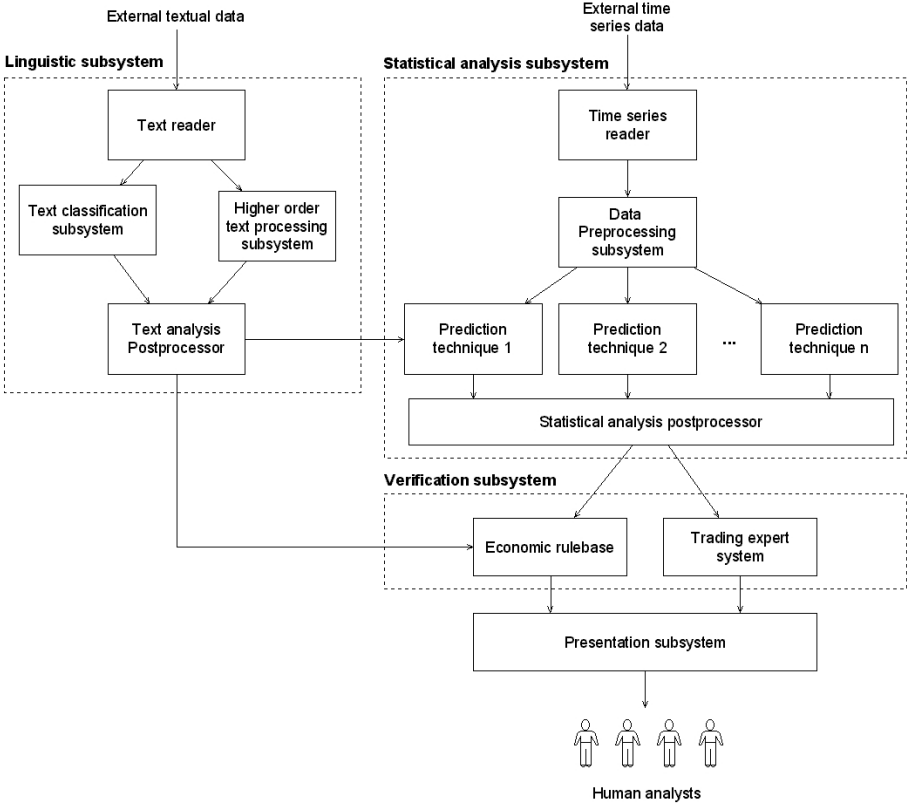 External textual data
External time
series data
Linguistic subsystem
Statistical analysis subsystem
Text reader
Time series
reader
Text classification
subsystem
Higher order
text processing
subsystem
Data
Preprocessing
subsystem
Text analysis
Postprocessor
Prediction
technique 1
Prediction
technique 2
...
Prediction
technique n
Statistical analysis postprocessor
Verification subsystem
Economic rulebase
Trading expert
system
Presentation subsystem
Human analysts